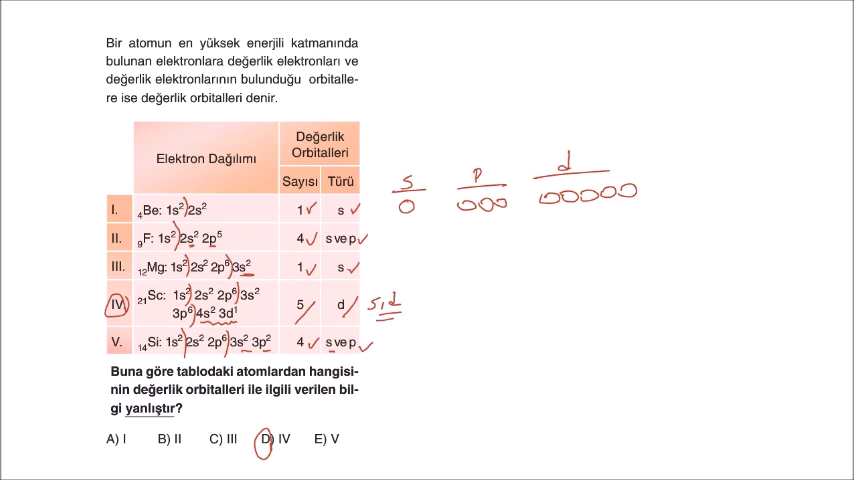 Bir atomun en yüksek enerjili katmanında
bulunan elektronlara değerlik elektronları ve
değerlik elektronlarının bulunduğu orbitalle-
re ise değerlik orbitalleri denir.
Elektron Dağılımı
Değerlik
Orbitalleri
Sayısı Türü
I. ₄Be: 1s² 2s² 1 s
II. ₉F: 1s² 2s² 2p⁵ 4 s ve p
III. ₁₂Mg: 1s² 2s² 2p⁶ 3s² 1 s
IV. ₂₁Sc: 1s² 2s² 2p⁶ 3s²
3p⁶ 4s² 3d¹ 5 d s,d
V. ₁₄Si: 1s² 2s² 2p⁶ 3s² 3p² 4 s ve p
s p d
Buna göre tablodaki atomlardan hangisi-
nin değerlik orbitalleri ile ilgili verilen bil-
gi yanlıştır?
A) I B) II C) III D) IV E) V